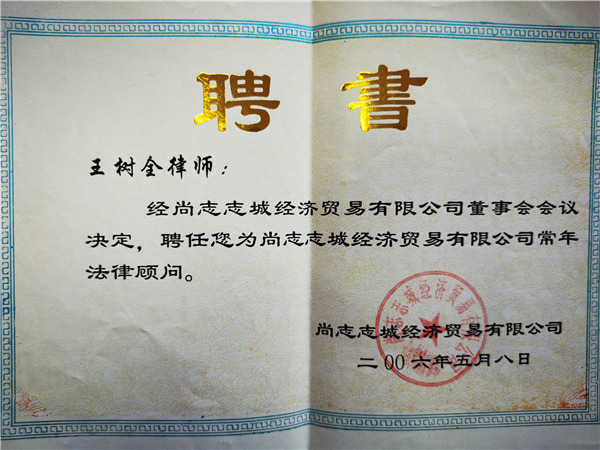 聘书
王树全律师：
经尚志志城经济贸易有限公司董事会会议
决定，聘任您为尚志志城经济贸易有限公司常年
法律顾问。
尚志志城经济贸易有限公司
二00六年五月八日